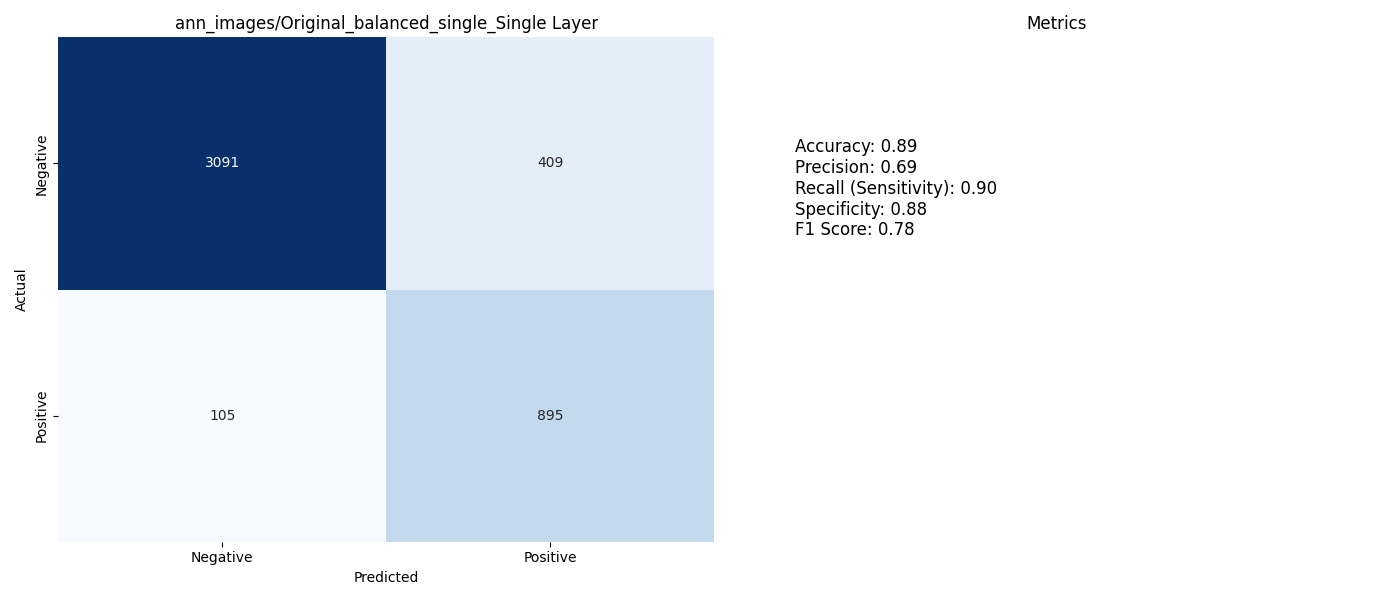 ann_images/Original_balanced_single_Single Layer
Metrics
Negative
3091
409
Accuracy: 0.89
Precision: 0.69
Recall (Sensitivity): 0.90
Specificity: 0.88
F1 Score: 0.78
Actual
Positive
105
895
Negative
Positive
Predicted